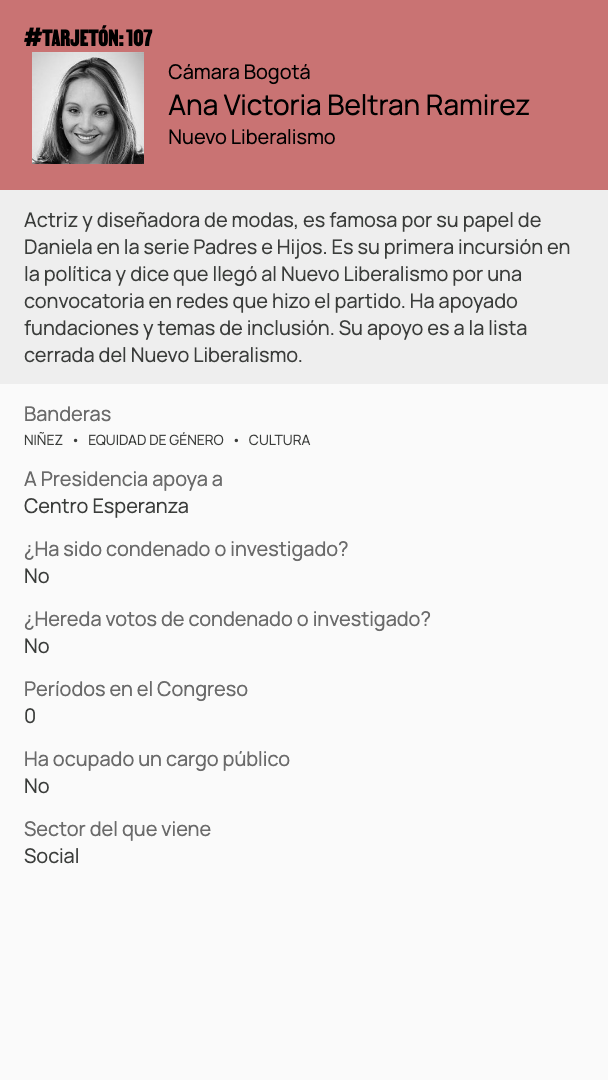 #TARJETÓN: 107
Cámara Bogotá
Ana Victoria Beltran Ramirez
Nuevo Liberalismo
Actriz y diseñadora de modas, es famosa por su papel de
Daniela en la serie Padres e Hijos. Es su primera incursión en
la política y dice que llegó al Nuevo Liberalismo por una
convocatoria en redes que hizo el partido. Ha apoyado
fundaciones y temas de inclusión. Su apoyo es a la lista
cerrada del Nuevo Liberalismo.
Banderas
NIÑEZ • EQUIDAD DE GÉNERO • CULTURA
A Presidencia apoya a
Centro Esperanza
¿Ha sido condenado o investigado?
No
¿Hereda votos de condenado o investigado?
No
Períodos en el Congreso
0
Ha ocupado un cargo público
No
Sector del que viene
Social